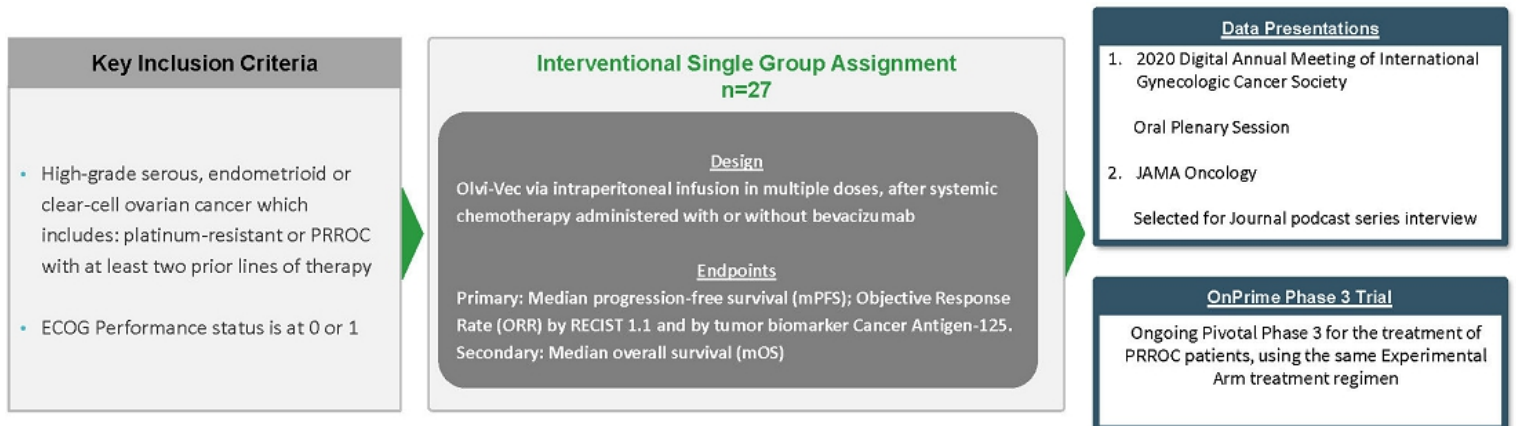 Key Inclusion Criteria
• High-grade serous, endometrioid or
clear-cell ovarian cancer which
includes: platinum-resistant or PRROC
with at least two prior lines of therapy
• ECOG Performance status is at 0 or 1
Interventional Single Group Assignment
n=27
Design
Olvi-Vec via intraperitoneal infusion in multiple doses, after systemic
chemotherapy administered with or without bevacizumab
Endpoints
Primary: Median progression-free survival (mPFS); Objective Response
Rate (ORR) by RECIST 1.1 and by tumor biomarker Cancer Antigen-125.
Secondary: Median overall survival (mOS)
Data Presentations
1. 2020 Digital Annual Meeting of International
Gynecologic Cancer Society
Oral Plenary Session
2. JAMA Oncology
Selected for Journal podcast series interview
OnPrime Phase 3 Trial
Ongoing Pivotal Phase 3 for the treatment of
PRROC patients, using the same Experimental
Arm treatment regimen